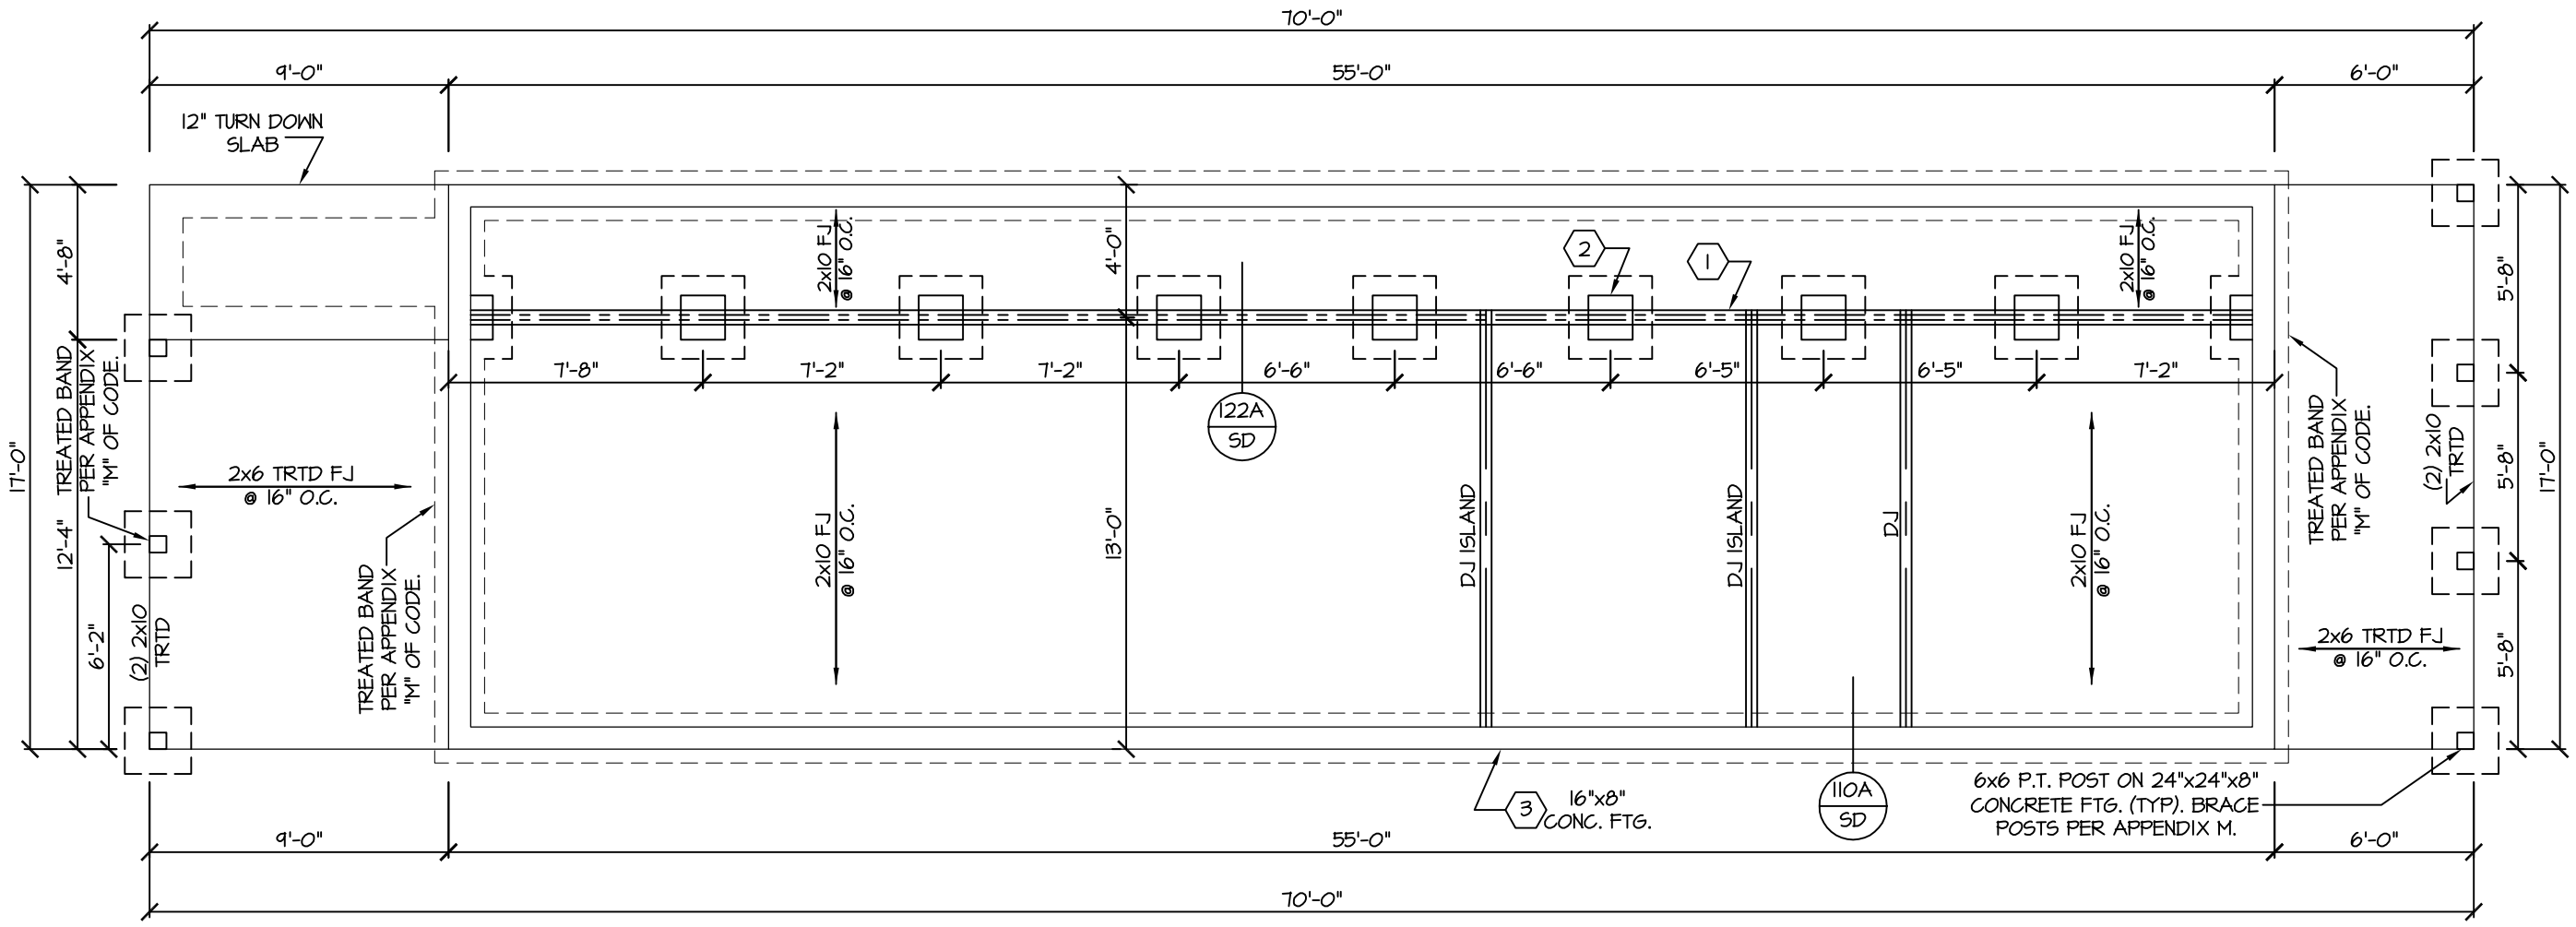 70'-0"
9'-0"
55'-0"
6'-0"
12" TURN DOWN
SLAB
17'-0"
4'-8"
12'-4"
6'-2"
TREATED BAND
PER APPENDIX
"M" OF CODE.
2x6 TRTD FJ
@ 16" O.C.
(2) 2x10
TRTD
TREATED BAND
PER APPENDIX
"M" OF CODE.
2x10 FJ
@ 16" O.C.
4'-0"
2
1
2x10 FJ
@ 16" O.C.
7'-8"
7'-2"
7'-2"
6'-6"
6'-6"
6'-5"
6'-5"
7'-2"
122A
SD
2x10 FJ
@ 16" O.C.
13'-0"
DJ ISLAND
DJ ISLAND
DJ
2x10 FJ
@ 16" O.C.
TREATED BAND
PER APPENDIX
"M" OF CODE.
(2) 2x10
TRTD
5'-8"
5'-8"
5'-8"
17'-0"
2x6 TRTD FJ
@ 16" O.C.
3
16"x8"
CONC. FTG.
110A
SD
6x6 P.T. POST ON 24"x24"x8"
CONCRETE FTG. (TYP). BRACE
POSTS PER APPENDIX M.
9'-0"
55'-0"
6'-0"
70'-0"